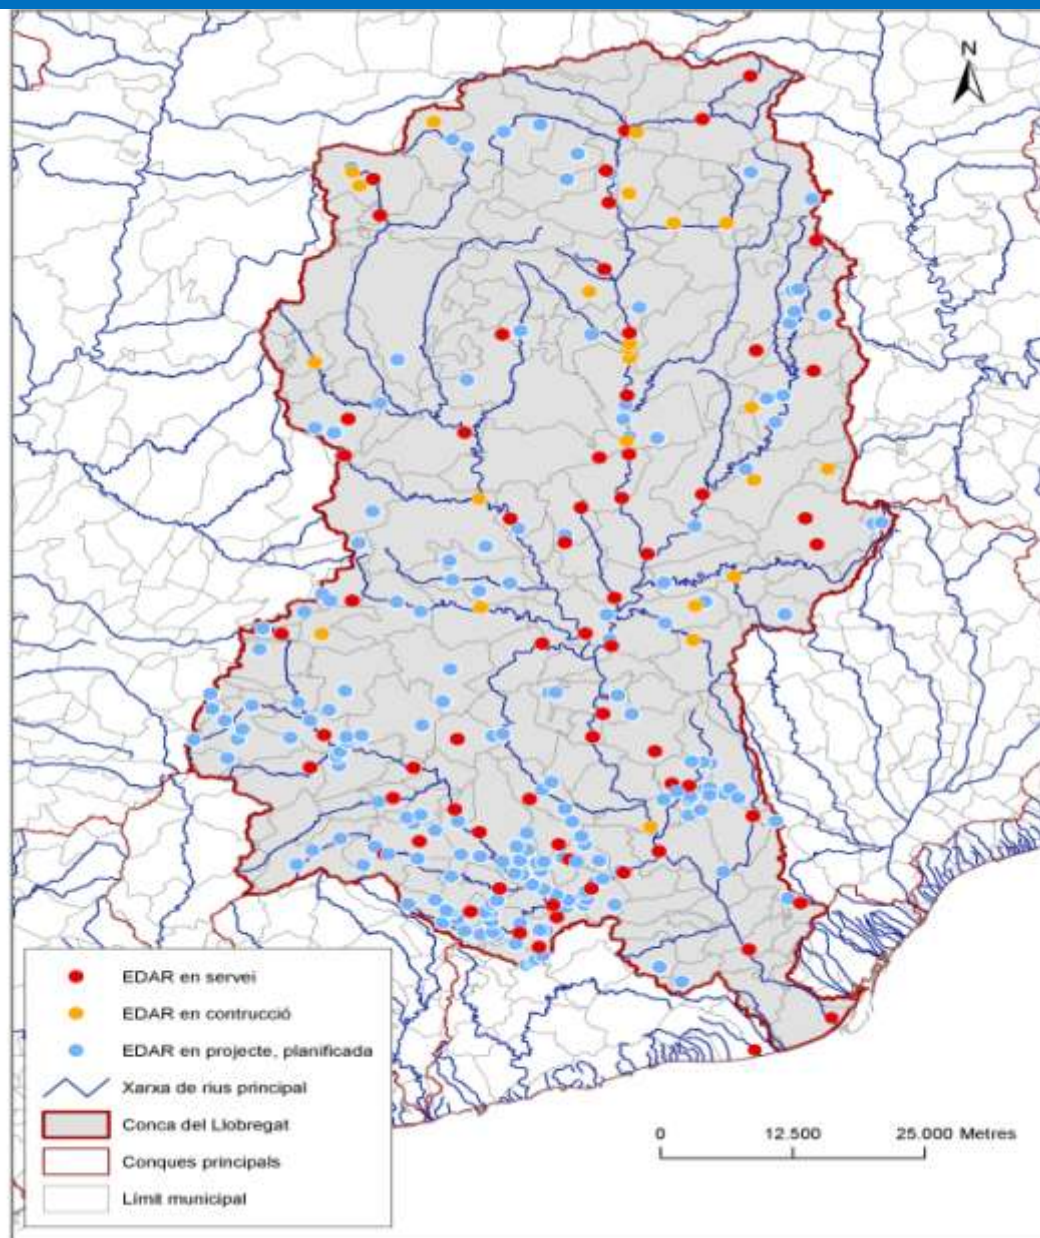 N
EDAR en servei
EDAR en contrucció
EDAR en projecte, planificada
Xarxa de rius principal
Conca del Llobregat
Conques principals
Límit municipal
0 12.500 25.000 Metres